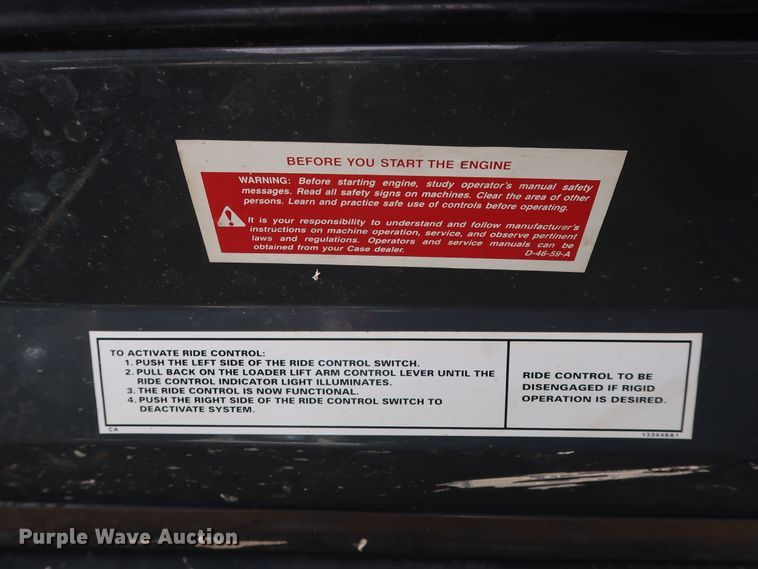 BEFORE YOU START THE ENGINE
WARNING: Before starting engine, study operator's manual safety
messages. Read all safety signs on machines. Clear the area of other
persons. Learn and practice safe use of controls before operating.
It is your responsibility to understand and follow manufacturer's
instructions on machine operation, service, and observe pertinent
laws and regulations. Operators and service manuals can be
obtained from your Case dealer.
D-46-59-A
TO ACTIVATE RIDE CONTROL:
1. PUSH THE LEFT SIDE OF THE RIDE CONTROL SWITCH.
2. PULL BACK ON THE LOADER LIFT ARM CONTROL LEVER UNTIL THE
RIDE CONTROL INDICATOR LIGHT ILLUMINATES.
3. THE RIDE CONTROL IS NOW FUNCTIONAL.
4. PUSH THE RIGHT SIDE OF THE RIDE CONTROL SWITCH TO
DEACTIVATE SYSTEM.
CA
RIDE CONTROL TO BE
DISENGAGED IF RIGID
OPERATION IS DESIRED.
Purple Wave Auction